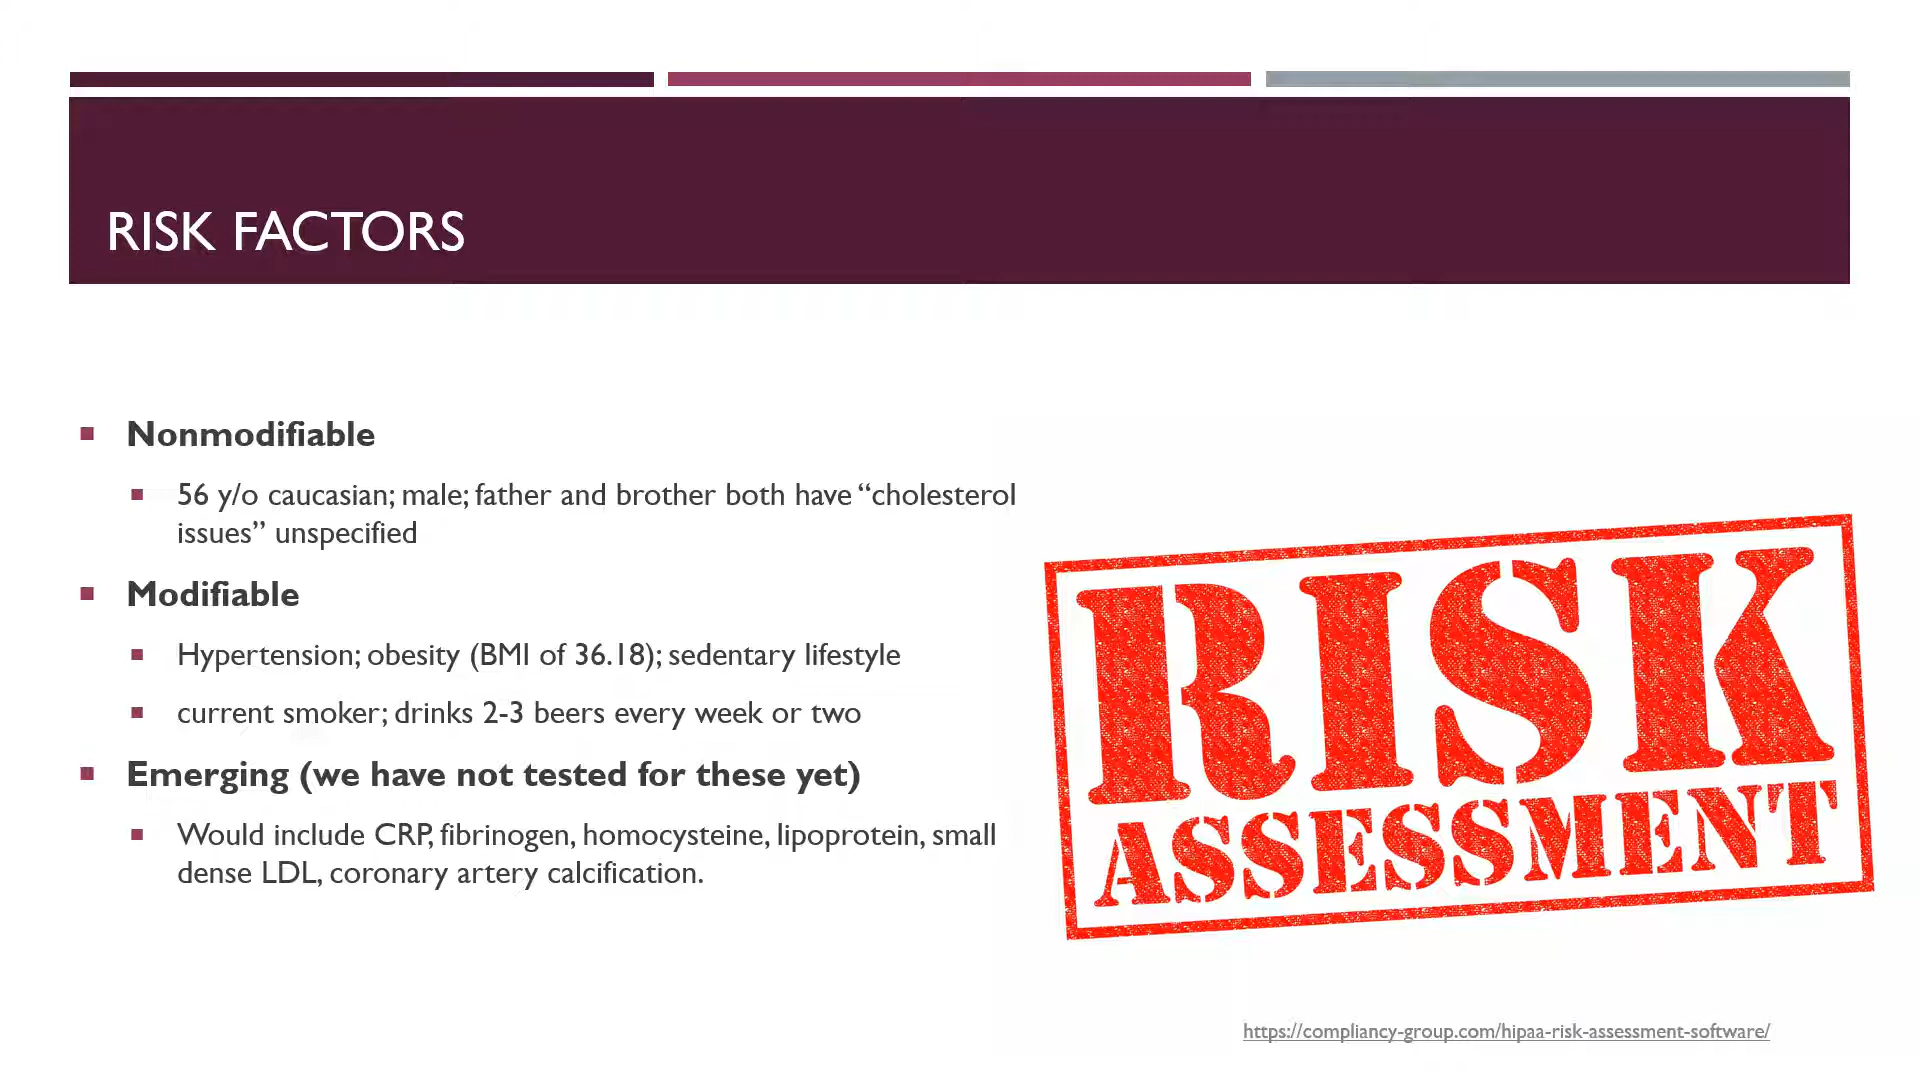 RISK FACTORS
Nonmodifiable
56 y/o caucasian; male; father and brother both have “cholesterol
issues” unspecified
Modifiable
Hypertension; obesity (BMI of 36.18); sedentary lifestyle
current smoker; drinks 2-3 beers every week or two
Emerging (we have not tested for these yet)
Would include CRP, fibrinogen, homocysteine, lipoprotein, small
dense LDL, coronary artery calcification.
RISK
ASSESSMENT
https://compliancy-group.com/hipaa-risk-assessment-software/